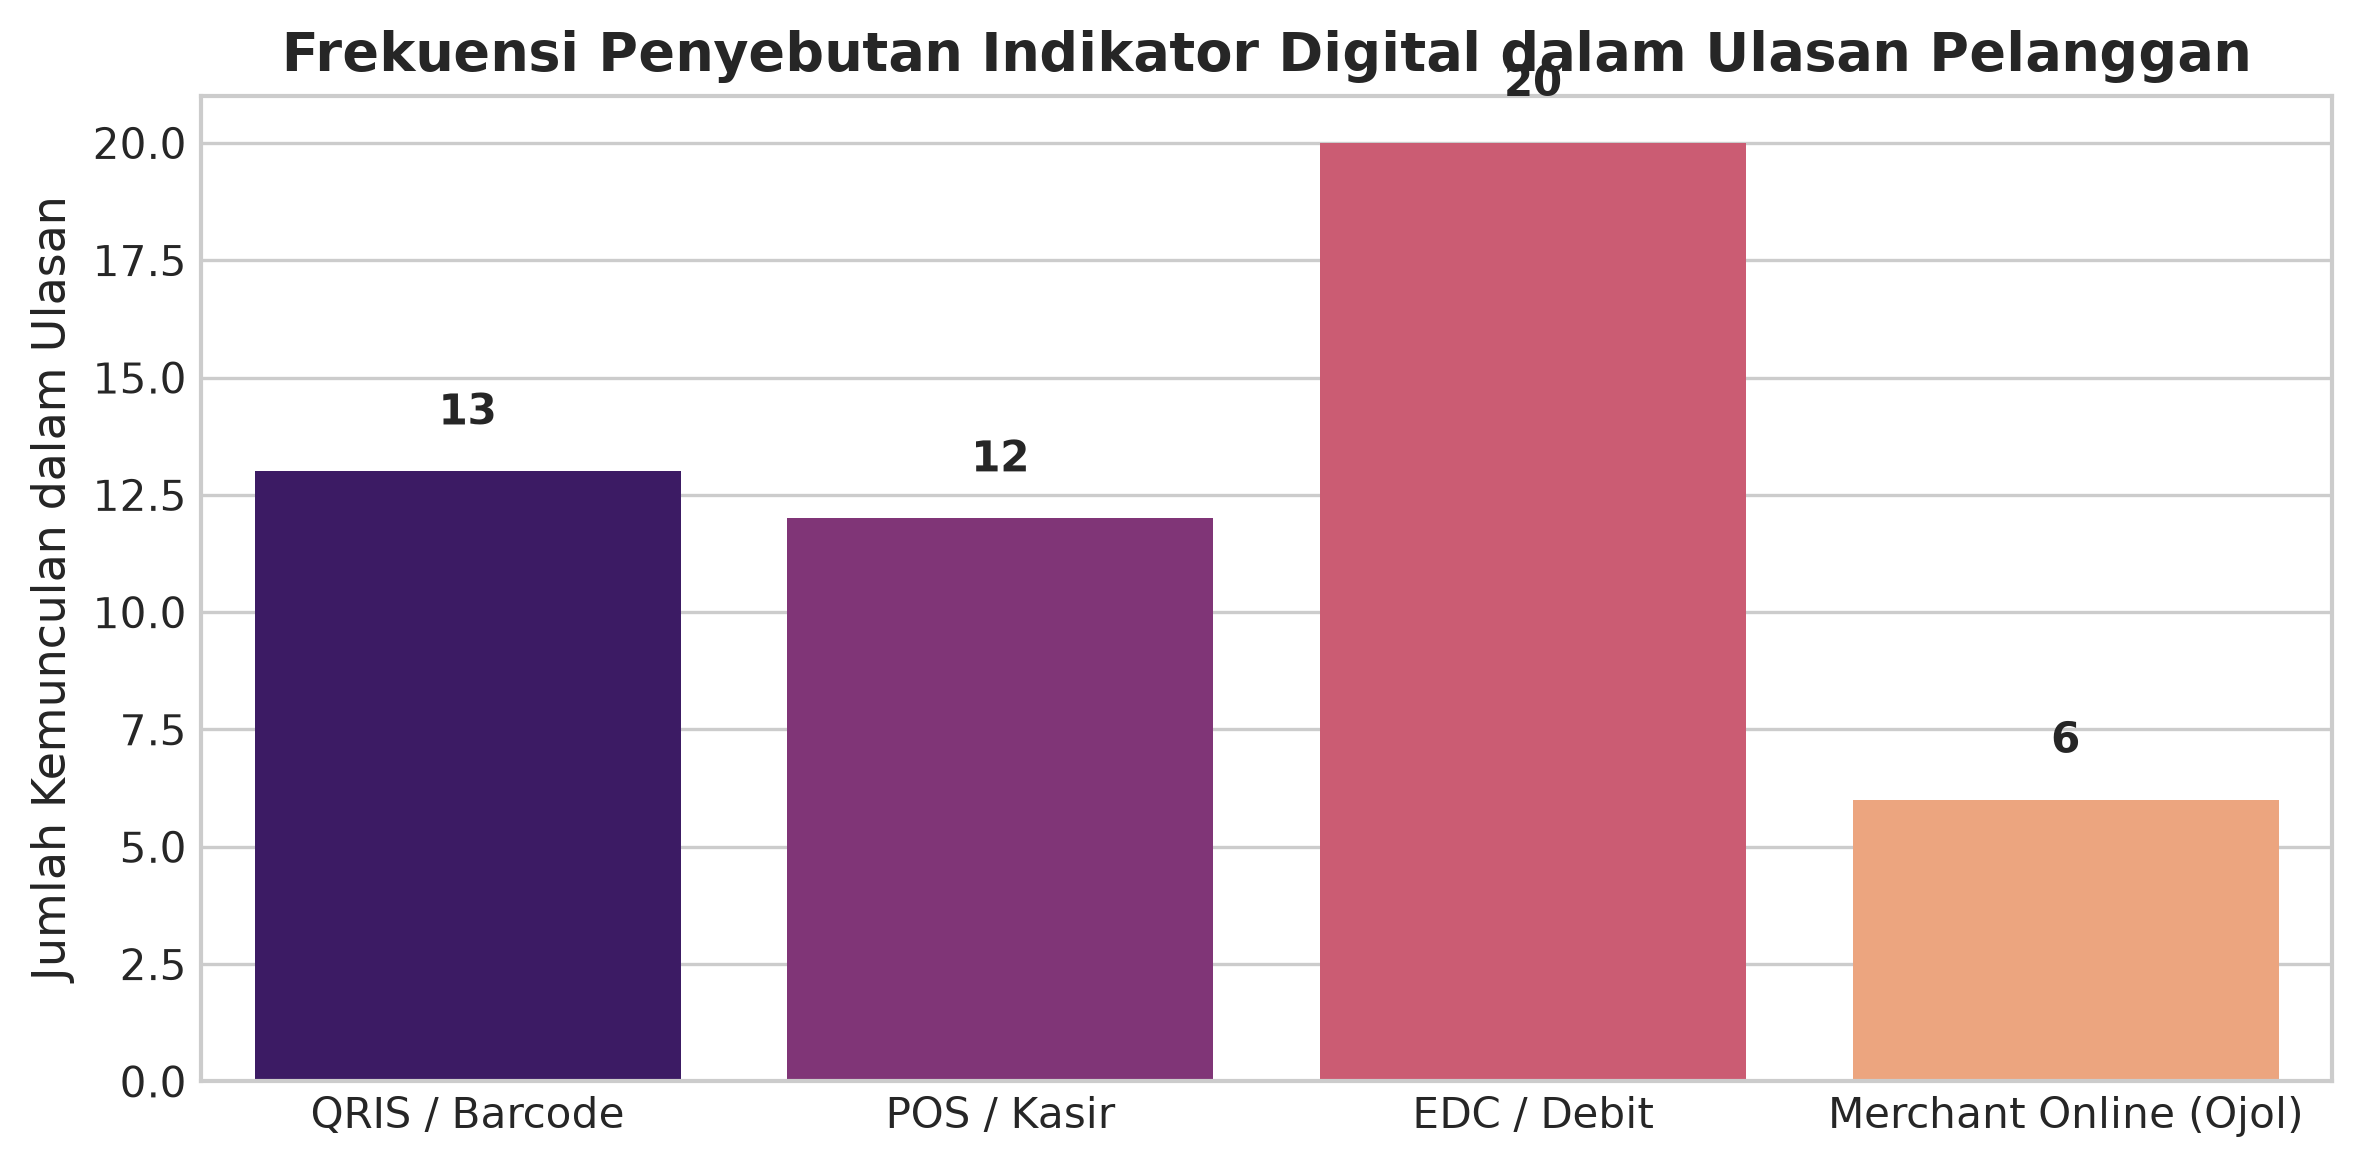 Frekuensi Penyebutan Indikator Digital dalam Ulasan Pelanggan
Jumlah Kemunculan dalam Ulasan
20.0
17.5
15.0
12.5
10.0
7.5
5.0
2.5
0.0
13
12
20
6
QRIS / Barcode
POS / Kasir
EDC / Debit
Merchant Online (Ojol)